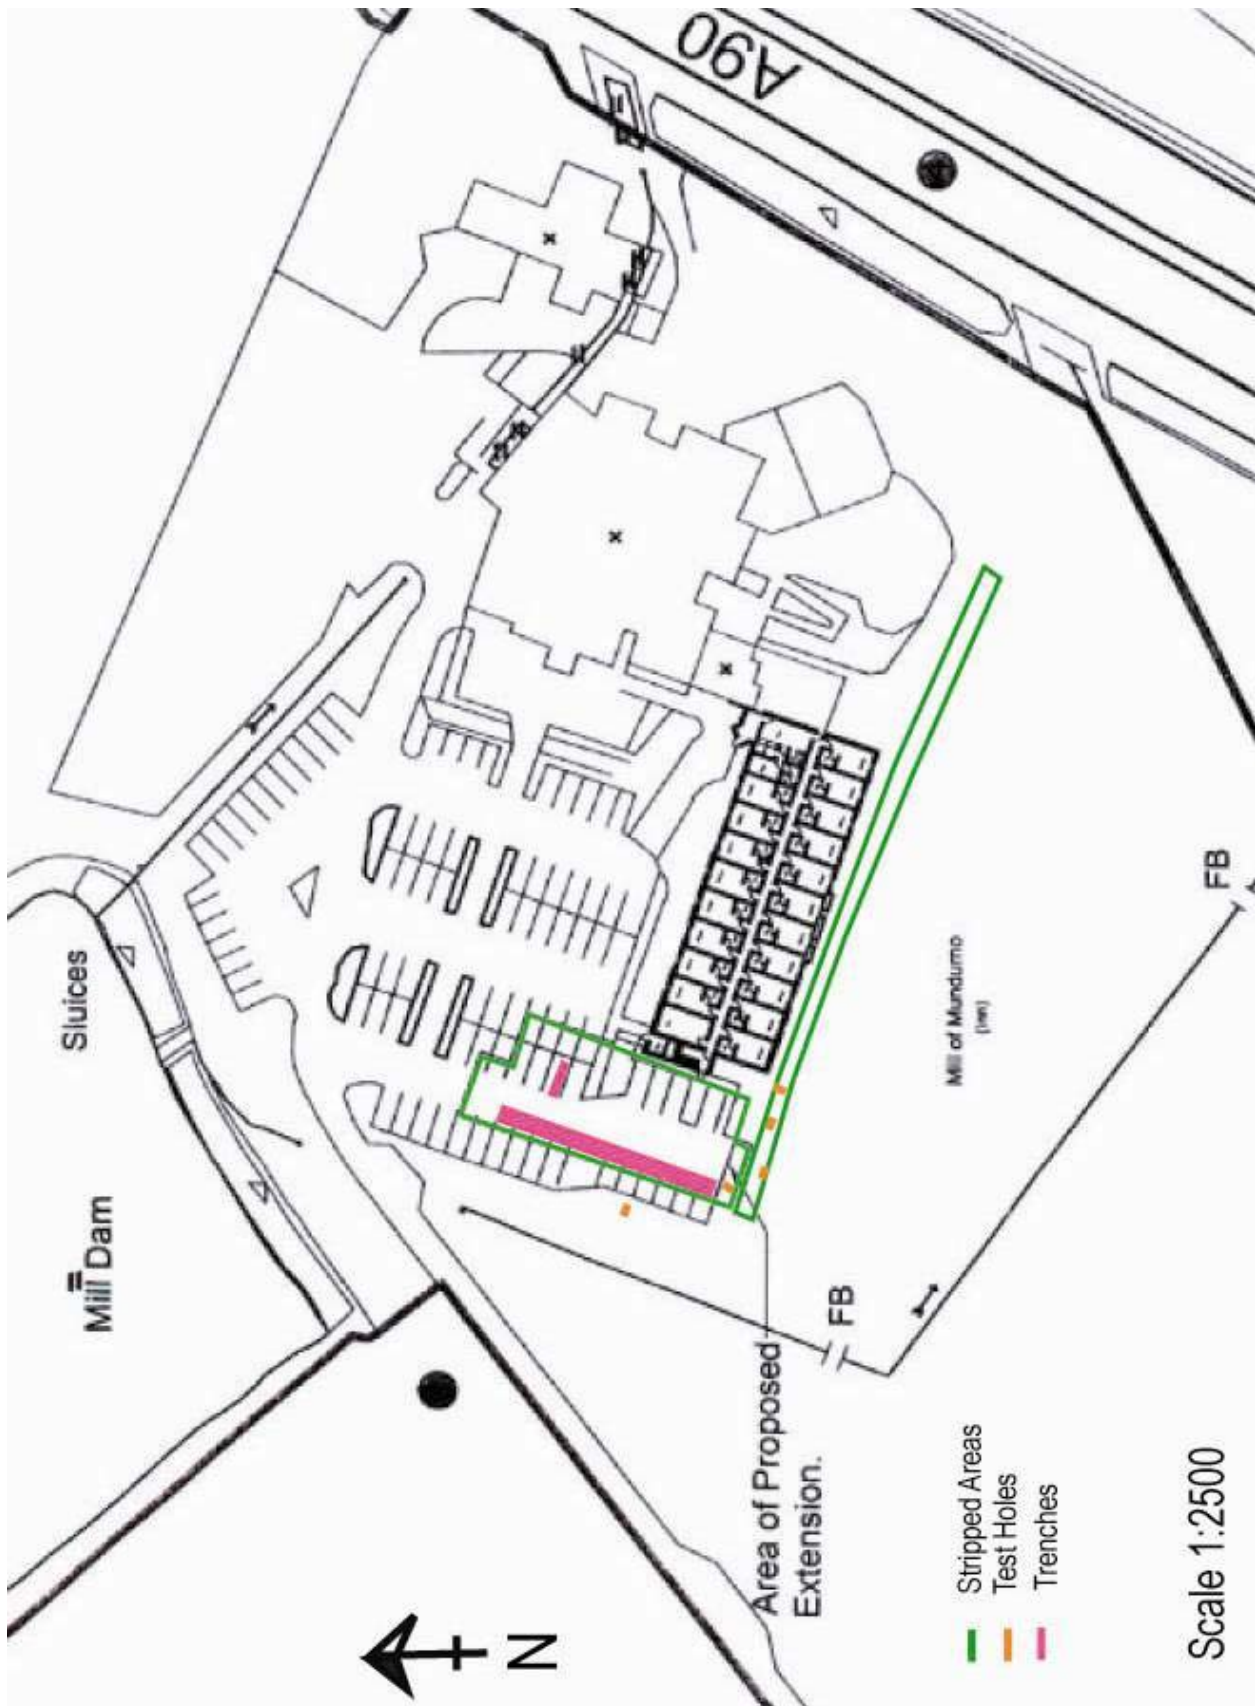 A90
Sluices
Mill Dam
FB
Mill of Mundurno
(Inn)
FB
Area of Proposed
Extension.
Stripped Areas
Test Holes
Trenches
Scale 1:2500
N